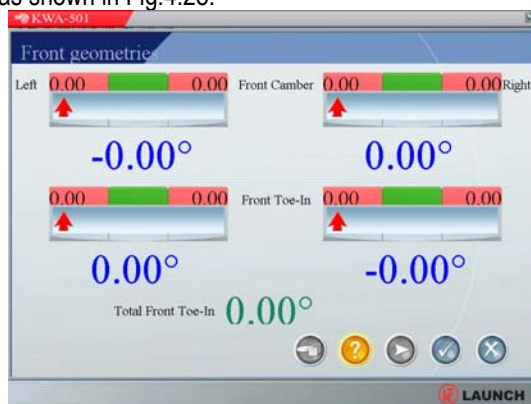 as shown in Fig.4.28.
KWA-501
Front geometries
Left 0.00 0.00 Front Camber 0.00 0.00 Right
-0.00° 0.00°
0.00 0.00 Front Toe-In 0.00 0.00
0.00° -0.00°
Total Front Toe-In 0.00°
?
LAUNCH